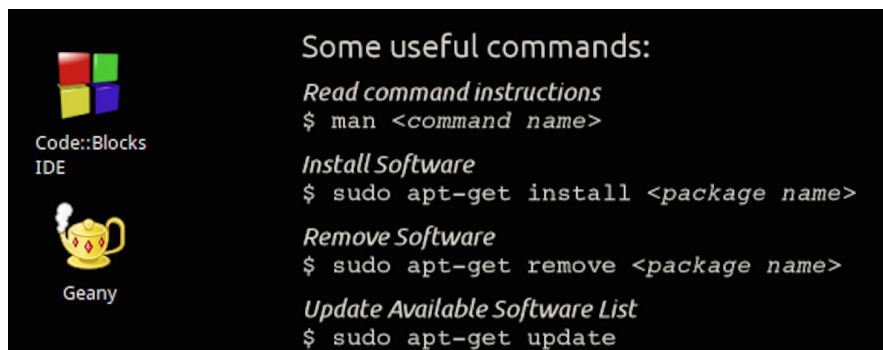 Code::Blocks
IDE
Geany
Some useful commands:
Read command instructions
$ man <command name>
Install Software
$ sudo apt-get install <package name>
Remove Software
$ sudo apt-get remove <package name>
Update Available Software List
$ sudo apt-get update